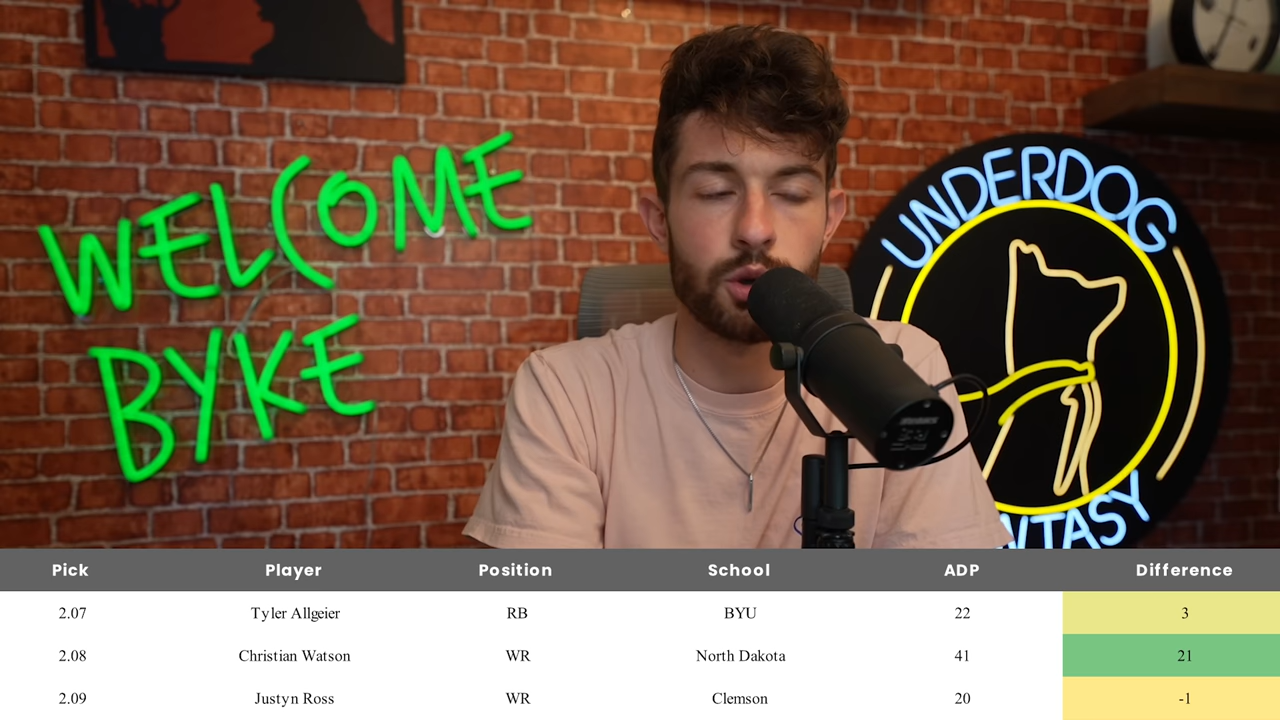 WELCOME
BYKE
UNDERDOG
Pick Player Position School ADP Difference
2.07 Tyler Allgeier RB BYU 22 3
2.08 Christian Watson WR North Dakota 41 21
2.09 Justyn Ross WR Clemson 20 -1